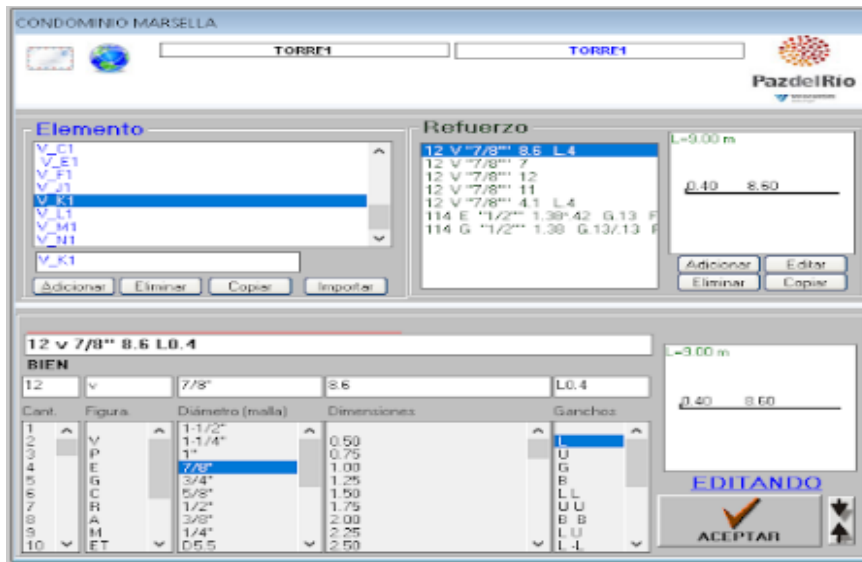 CONDOMINIO MARSELLA
TORRE1 TORRE1
PazdelRío
Elemento
V_C1
V_E1
V_F1
V_J1
V_K1
V_L1
V_M1
V_N1
V_K1
Adicionar Eliminar Copiar Importar
Refuerzo
12 V "7/8"" 8.6 L.4
12 V "7/8"" 7
12 V "7/8"" 12
12 V "7/8"" 11
12 V "7/8"" 4.1 L.4
114 E "1/2"" 1.38*.42 G.13 F
114 G "1/2"" 1.38 G.13/.13 F
L=9.00 m
0.40 8.60
Adicionar Editar
Eliminar Copiar
12 v 7/8" 8.6 L0.4
BIEN
12 v 7/8" 8.6 L0.4
Cant. Figura Diámetro (malla) Dimensiones Ganchos
1 1-1/2"
2 V 1-1/4" 0.50 L
3 P 1" 0.75 U
4 E 7/8" 1.00 G
5 G 3/4" 1.25 B
6 C 5/8" 1.50 L L
7 R 1/2" 1.75 U U
8 A 3/8" 2.00 B B
9 M 1/4" 2.25 L U
10 ET D5.5 2.50 L -L
L=9.00 m
0.40 8.60
EDITANDO
ACEPTAR